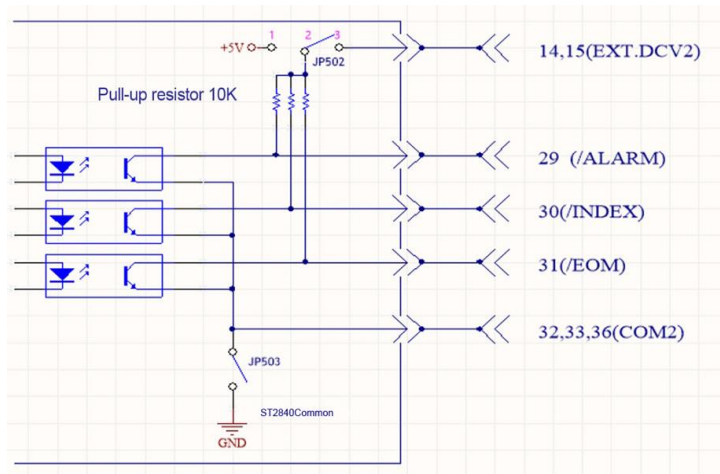 1 2 3
+5V
14,15(EXT.DCV2)
JP502
Pull-up resistor 10K
29 (/ALARM)
30(/INDEX)
31(/EOM)
32,33,36(COM2)
JP503
ST2840Common
GND